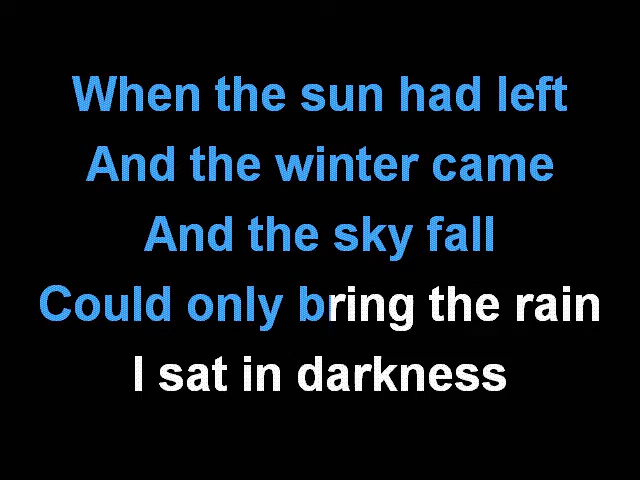 When the sun had left
And the winter came
And the sky fall
Could only bring the rain
I sat in darkness